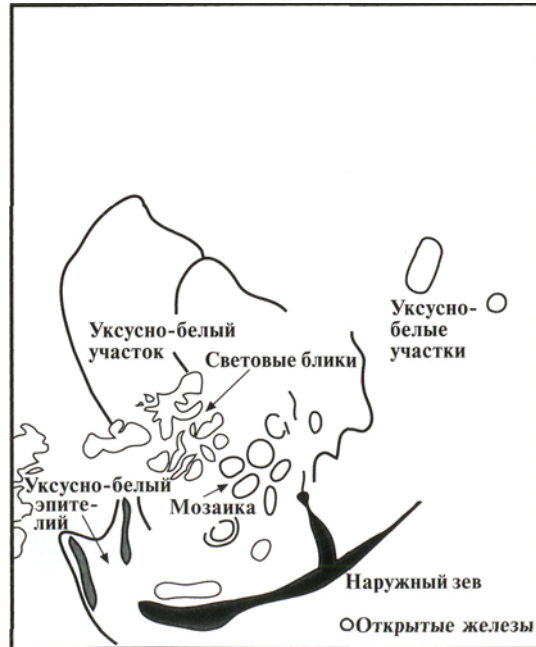 Уксусно-
белые
участки
Уксусно-белый
участок
Световые блики
Уксусно-белый
эпите-
лий
Мозаика
Наружный зев
Открытые железы